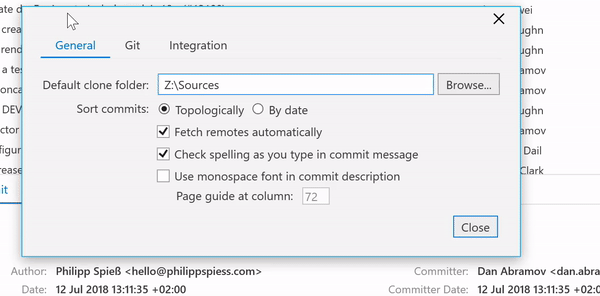 General Git Integration
Default clone folder: Z:\Sources Browse...
Sort commits: Topologically By date
Fetch remotes automatically
Check spelling as you type in commit message
Use monospace font in commit description
Page guide at column: 72
Close
Author: Philipp Spieß <hello@philippspiess.com> Committer: Dan Abramov <dan.abra
Date: 12 Jul 2018 13:11:35 +02:00 Committer Date: 12 Jul 2018 13:11:35 +02:00